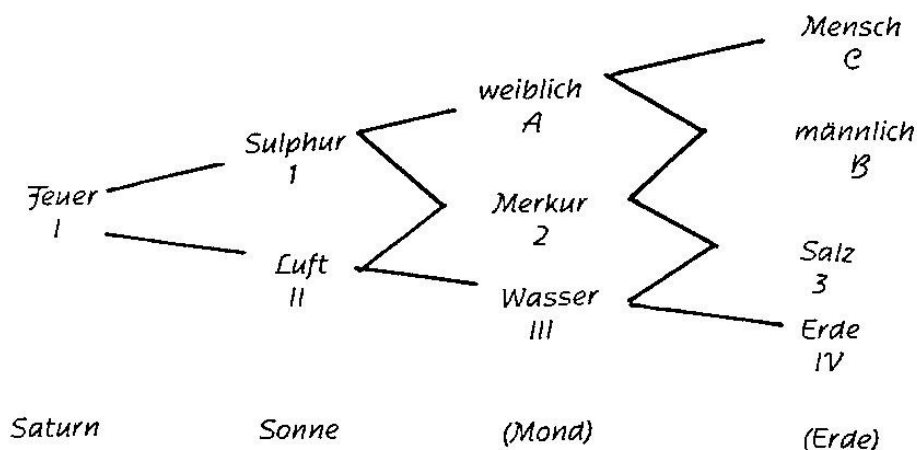 Mensch
C
weiblich
A
männlich
B
Sulphur
1
Feuer
I
Merkur
2
Luft
II
Salz
3
Wasser
III
Erde
IV
Saturn Sonne (Mond) (Erde)